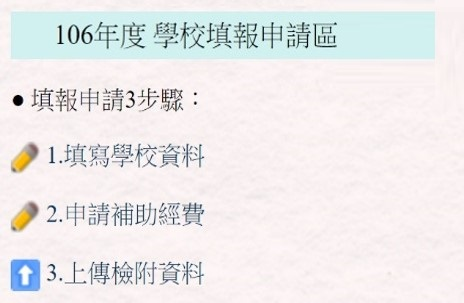 106年度 學校填報申請區
● 填報申請3步驟：
1.填寫學校資料
2.申請補助經費
3.上傳檢附資料